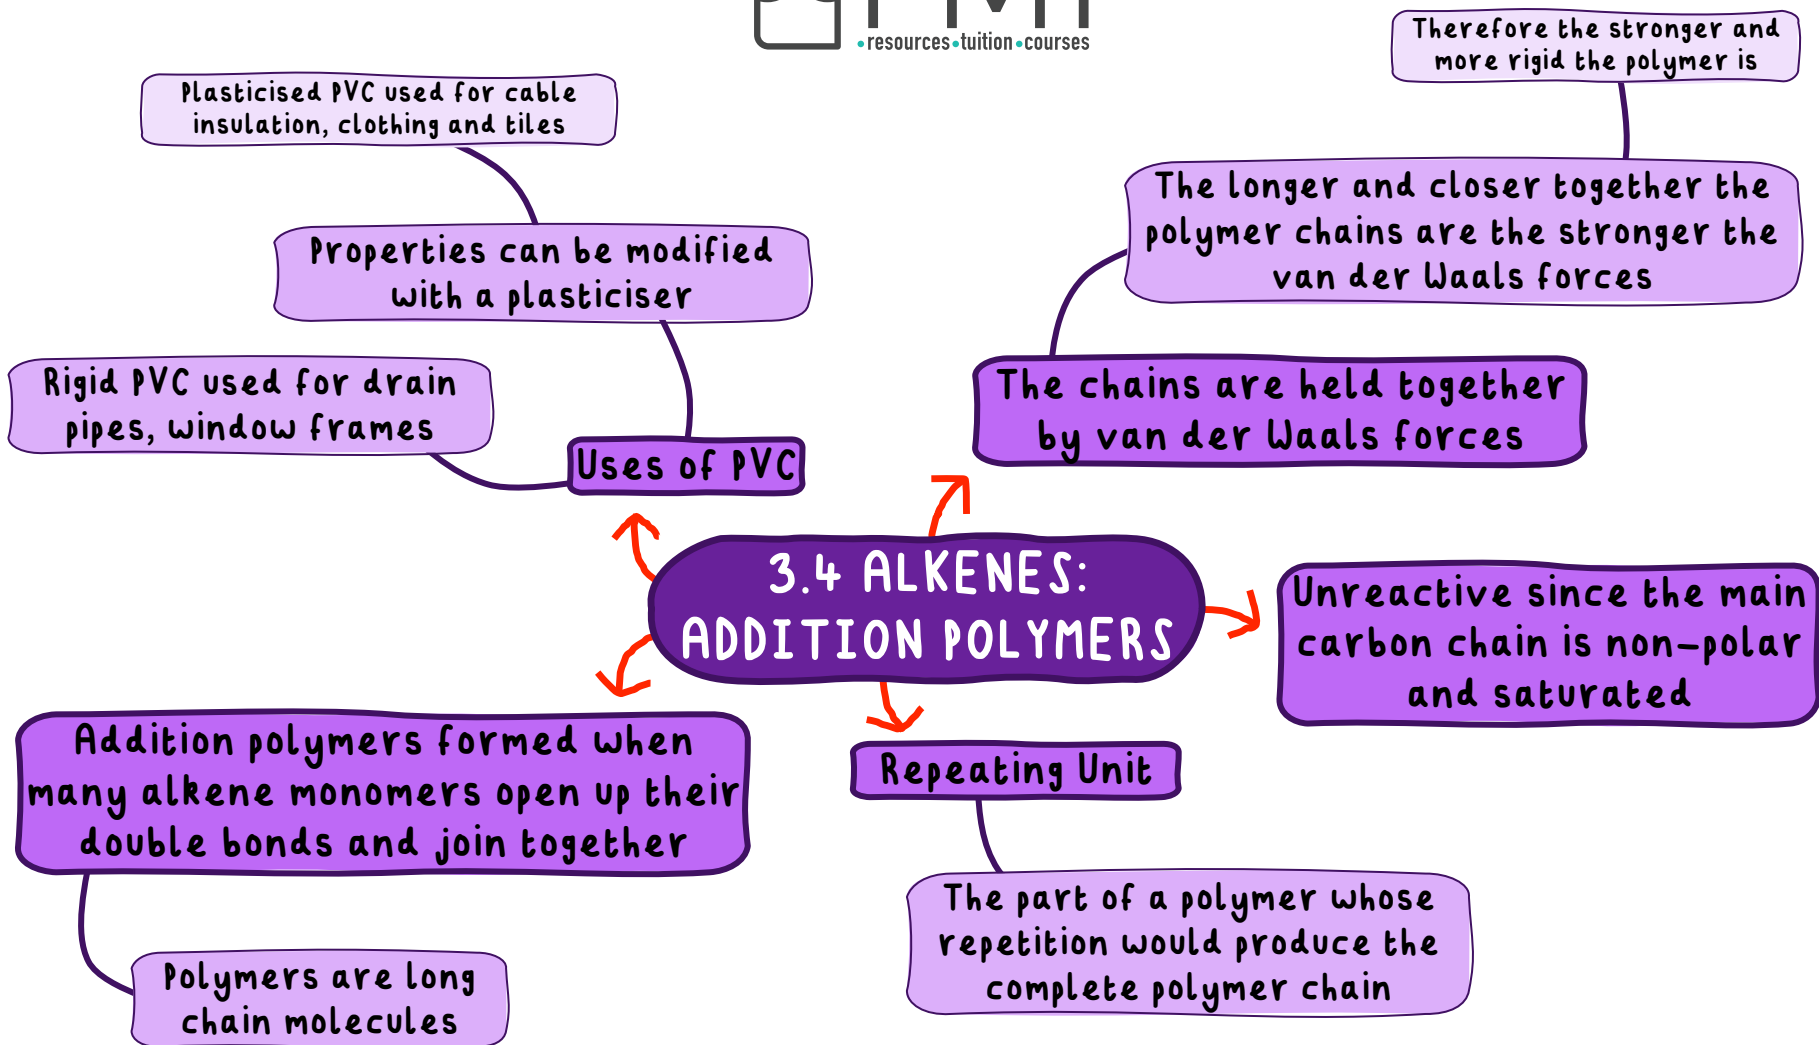 resources•tuition•courses
Therefore the stronger and
more rigid the polymer is
Plasticised PVC used for cable
insulation, clothing and tiles
The longer and closer together the
polymer chains are the stronger the
van der Waals forces
Properties can be modified
with a plasticiser
Rigid PVC used for drain
pipes, window frames
The chains are held together
by van der Waals forces
Uses of PVC
3.4 ALKENES:
ADDITION POLYMERS
Unreactive since the main
carbon chain is non-polar
and saturated
Addition polymers formed when
many alkene monomers open up their
double bonds and join together
Repeating Unit
The part of a polymer whose
repetition would produce the
complete polymer chain
Polymers are long
chain molecules